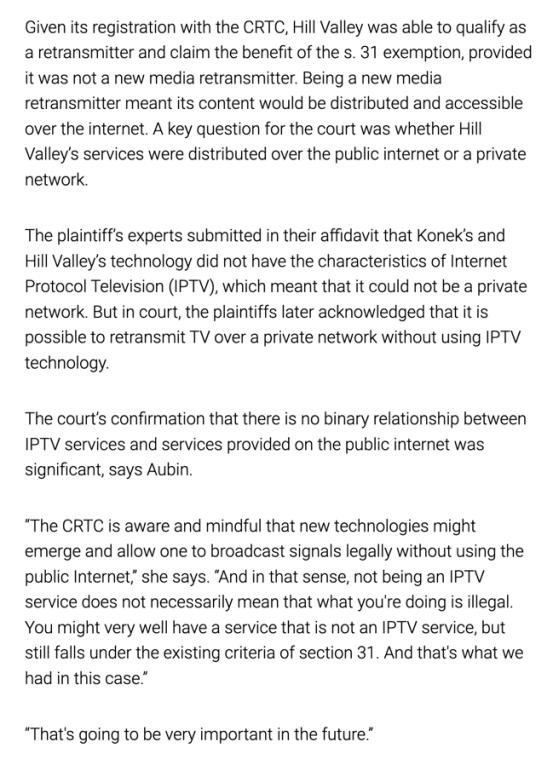 Given its registration with the CRTC, Hill Valley was able to qualify as
a retransmitter and claim the benefit of the s. 31 exemption, provided
it was not a new media retransmitter. Being a new media
retransmitter meant its content would be distributed and accessible
over the internet. A key question for the court was whether Hill
Valley's services were distributed over the public internet or a private
network.
The plaintiff's experts submitted in their affidavit that Konek's and
Hill Valley's technology did not have the characteristics of Internet
Protocol Television (IPTV), which meant that it could not be a private
network. But in court, the plaintiffs later acknowledged that it is
possible to retransmit TV over a private network without using IPTV
technology.
The court's confirmation that there is no binary relationship between
IPTV services and services provided on the public internet was
significant, says Aubin.
“The CRTC is aware and mindful that new technologies might
emerge and allow one to broadcast signals legally without using the
public Internet,” she says. “And in that sense, not being an IPTV
service does not necessarily mean that what you're doing is illegal.
You might very well have a service that is not an IPTV service, but
still falls under the existing criteria of section 31. And that's what we
had in this case.”
“That's going to be very important in the future.”